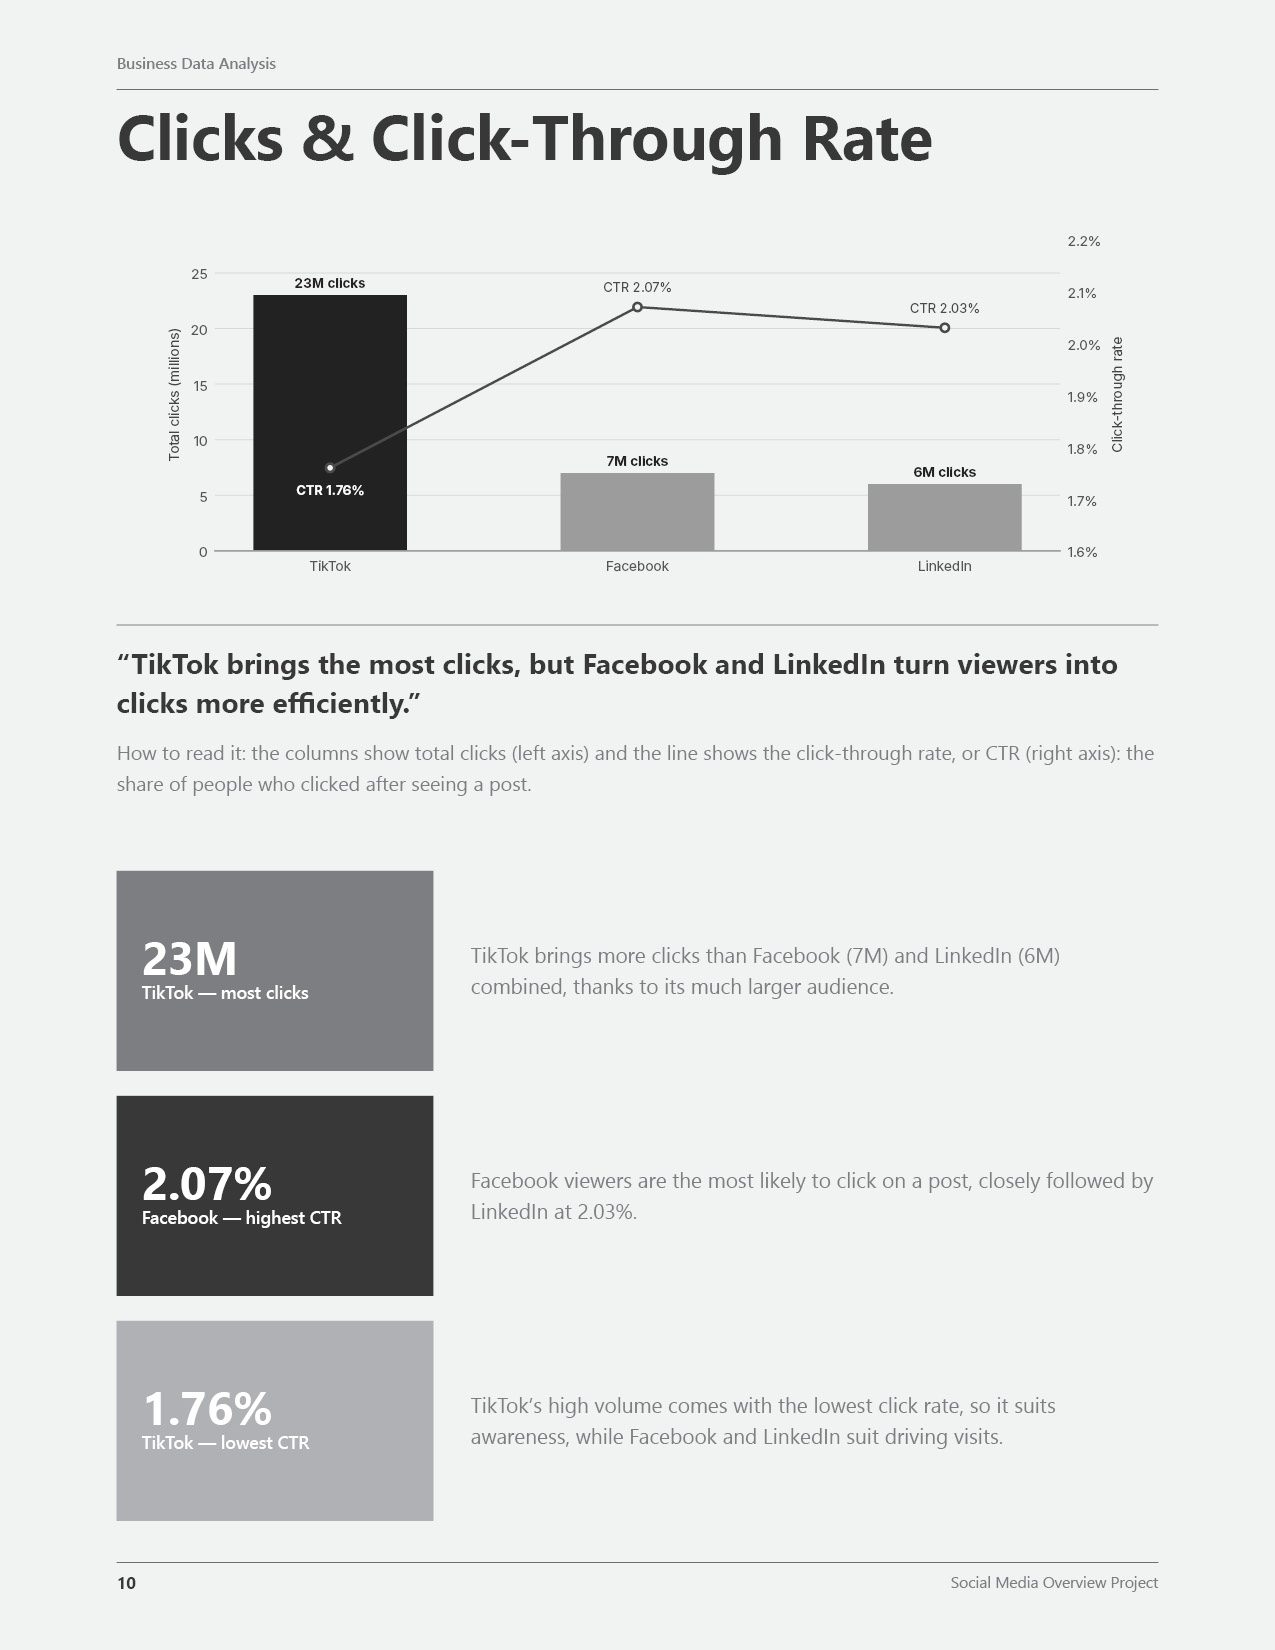 Business Data Analysis
Clicks & Click-Through Rate
2.2%
25
23M clicks
CTR 2.07%
2.1%
CTR 2.03%
20
2.0%
Total clicks (millions)
Click-through rate
15
1.9%
10
1.8%
7M clicks
6M clicks
CTR 1.76%
5
1.7%
0
1.6%
TikTok
Facebook
LinkedIn
“TikTok brings the most clicks, but Facebook and LinkedIn turn viewers into
clicks more efficiently.”
How to read it: the columns show total clicks (left axis) and the line shows the click-through rate, or CTR (right axis): the
share of people who clicked after seeing a post.
23M
TikTok — most clicks
TikTok brings more clicks than Facebook (7M) and LinkedIn (6M)
combined, thanks to its much larger audience.
2.07%
Facebook — highest CTR
Facebook viewers are the most likely to click on a post, closely followed by
LinkedIn at 2.03%.
1.76%
TikTok — lowest CTR
TikTok’s high volume comes with the lowest click rate, so it suits
awareness, while Facebook and LinkedIn suit driving visits.
10
Social Media Overview Project